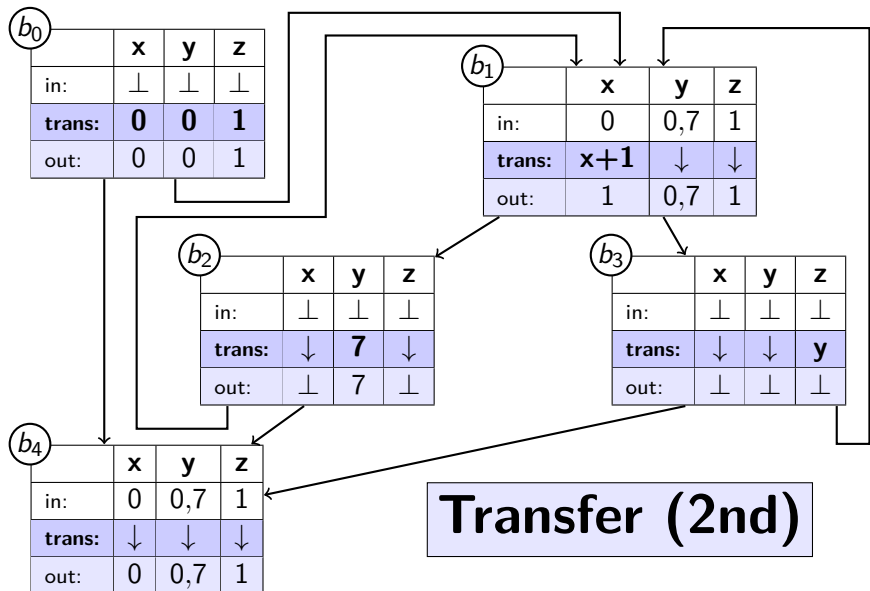 b0
x y z
in: ⊥ ⊥ ⊥
trans: 0 0 1
out: 0 0 1
b1
x y z
in: 0 0,7 1
trans: x+1 ↓ ↓
out: 1 0,7 1
b2
x y z
in: ⊥ ⊥ ⊥
trans: ↓ 7 ↓
out: ⊥ 7 ⊥
b3
x y z
in: ⊥ ⊥ ⊥
trans: ↓ ↓ y
out: ⊥ ⊥ ⊥
b4
x y z
in: 0 0,7 1
trans: ↓ ↓ ↓
out: 0 0,7 1
Transfer (2nd)